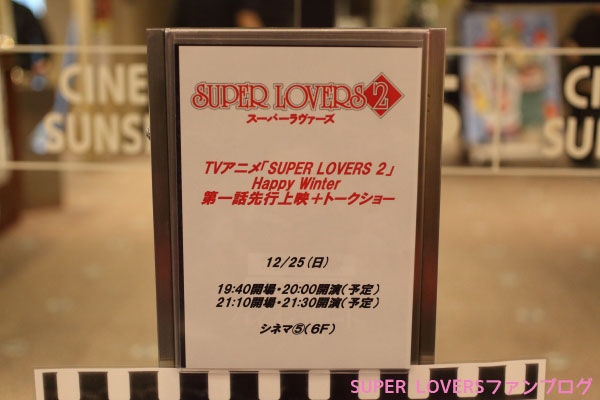 CINE
SUNS
SUPER LOVERS 2
スーパーラヴァーズ
TVアニメ「SUPER LOVERS 2」
Happy Winter
第一話先行上映+トークショー
12/25(日)
19:40開場・20:00開演(予定)
21:10開場・21:30開演(予定)
シネマ⑤(6F)
CINE
SUNS
SUPER LOVERSファンブログ